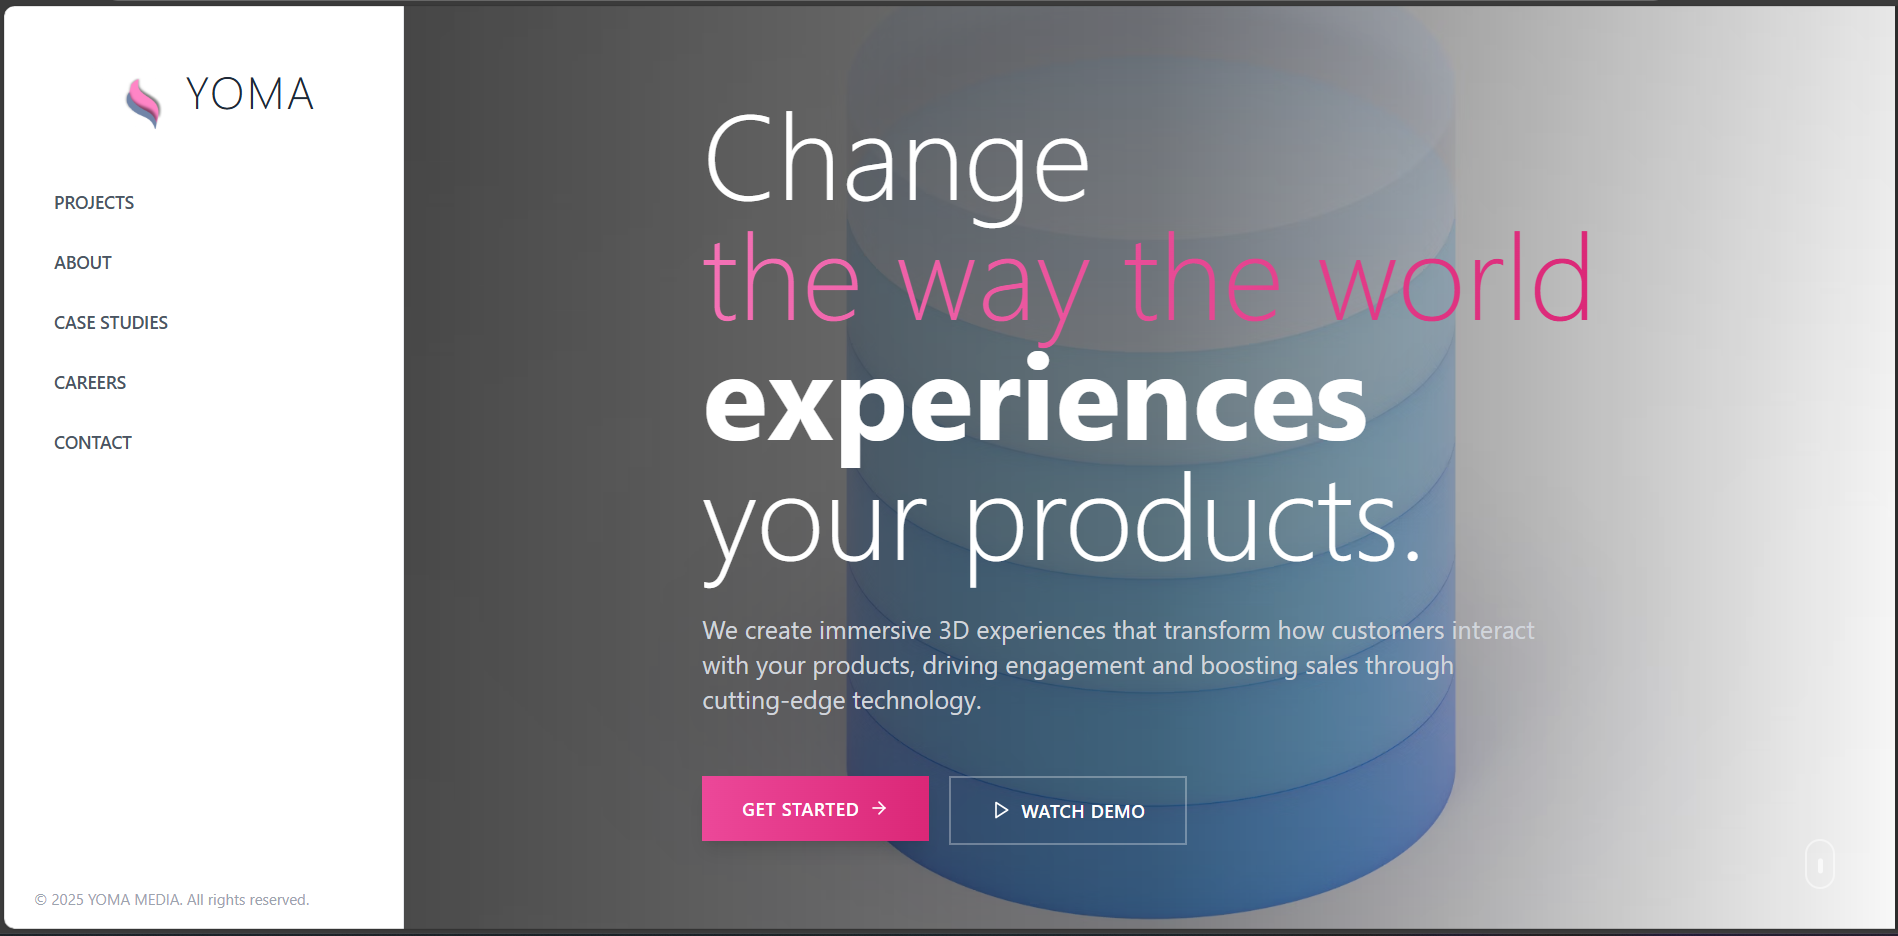 YOMA
PROJECTS
ABOUT
CASE STUDIES
CAREERS
CONTACT
© 2025 YOMA MEDIA. All rights reserved.
Change
the way the world
experiences
your products.
We create immersive 3D experiences that transform how customers interact
with your products, driving engagement and boosting sales through
cutting-edge technology.
GET STARTED →
WATCH DEMO